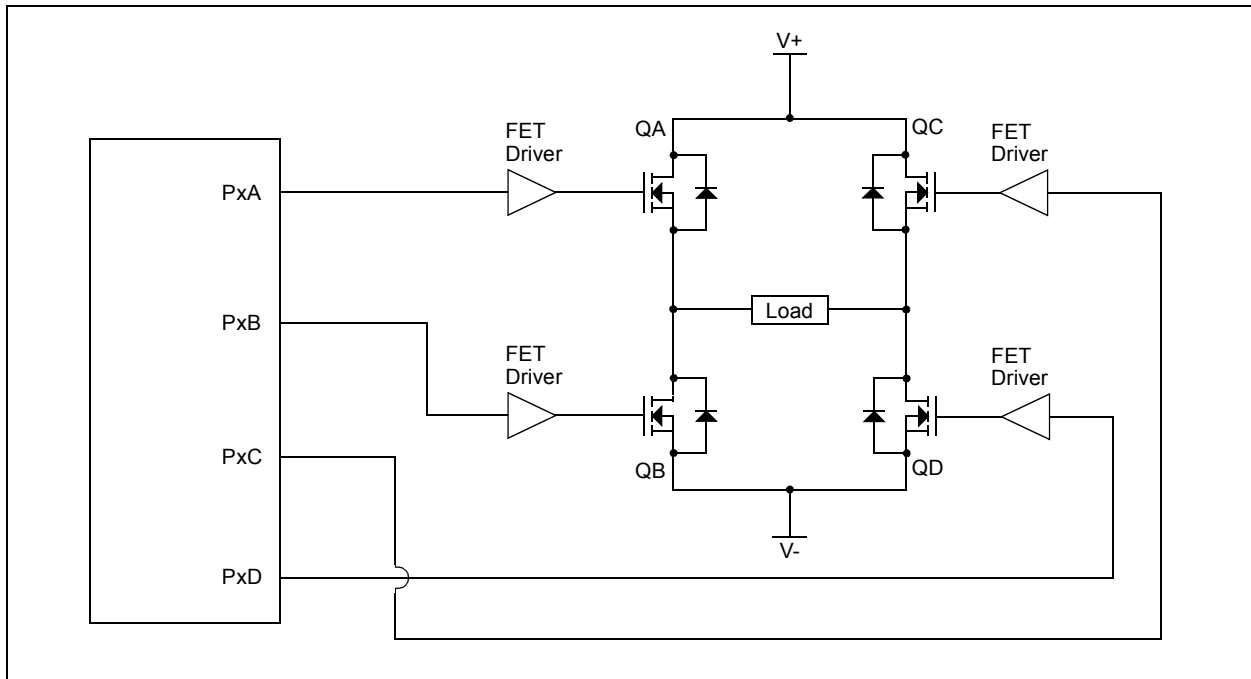 V+
FET
Driver
QA
QC
FET
Driver
PxA
PxB
Load
FET
Driver
FET
Driver
PxC
QB
QD
V-
PxD